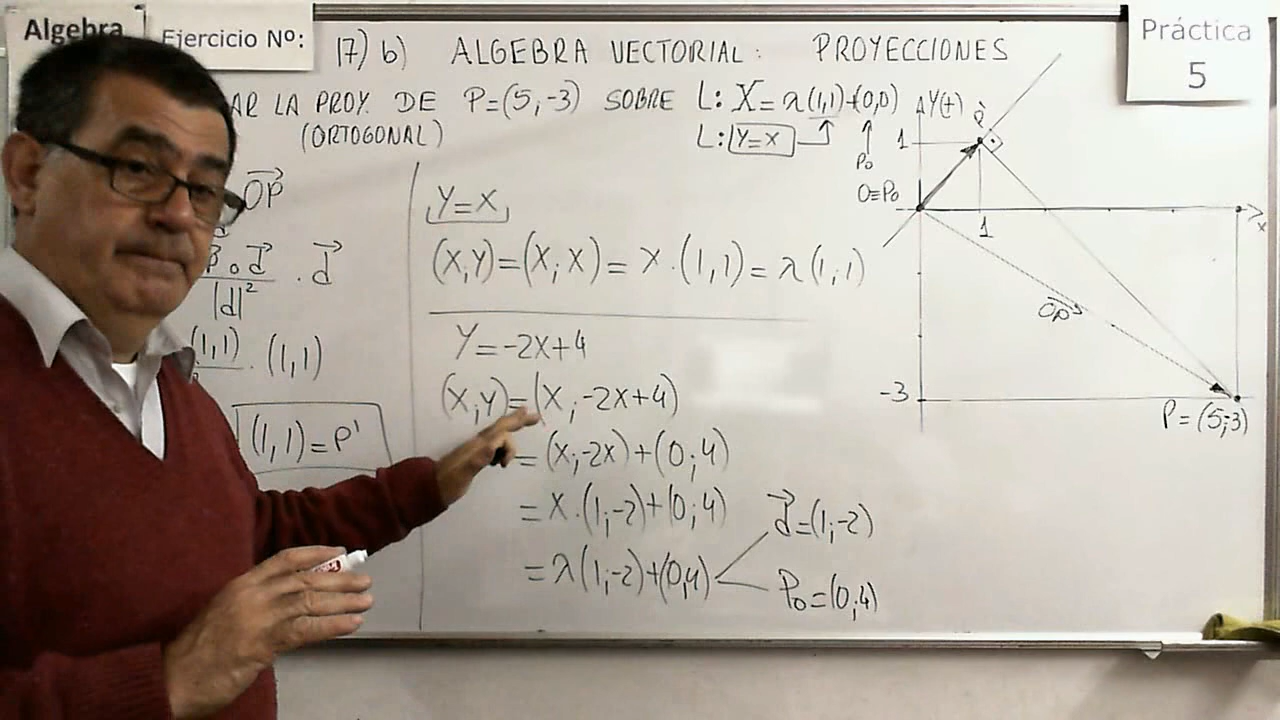 Algebra
Ejercicio Nº:
17) b) ALGEBRA VECTORIAL: PROYECCIONES
Práctica
5
AR LA PROY. DE P=(5,-3) SOBRE L: X=λ(1,1)+(0,0)
(ORTOGONAL)
L: Y=X
P₀
OP
d
|d|² . d
(1,1) . (1,1)
(1,1)=P'
Y=X
(X,Y)=(X;X)=X.(1,1)=λ(1,1)
Y=-2X+4
(X,Y)=(X;-2X+4)
=(X;-2X)+(0;4)
=X.(1;-2)+(0;4)
=λ(1;-2)+(0,4)
d=(1,-2)
P₀=(0,4)
Y(+)
P'
1
O=P₀
1
x
OP
-3
P=(5;-3)